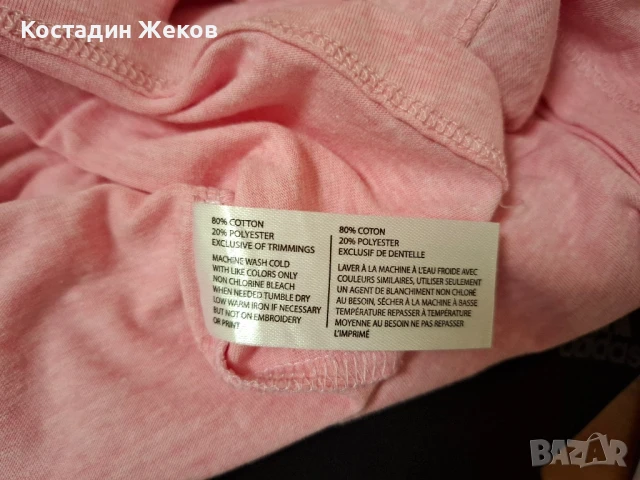 Костадин Жеков
80% COTTON
20% POLYESTER
EXCLUSIVE OF TRIMMINGS
MACHINE WASH COLD
WITH LIKE COLORS ONLY
NON CHLORINE BLEACH
WHEN NEEDED TUMBLE DRY
LOW WARM IRON IF NECESSARY
BUT NOT ON EMBROIDERY
OR PRINT
80% COTON
20% POLYESTER
EXCLUSIF DE DENTELLE
LAVER À LA MACHINE À L'EAU FROIDE AVEC
COULEURS SIMILAIRES, UTILISER SEULEMENT
UN AGENT DE BLANCHIMENT NON CHLORÉ
AU BESOIN, SÉCHER À LA MACHINE À BASSE
TEMPÉRATURE REPASSER À TEMPÉRATURE
MOYENNE AU BESOIN NE PAS REPASSER
L'IMPRIMÉ
BAZAR